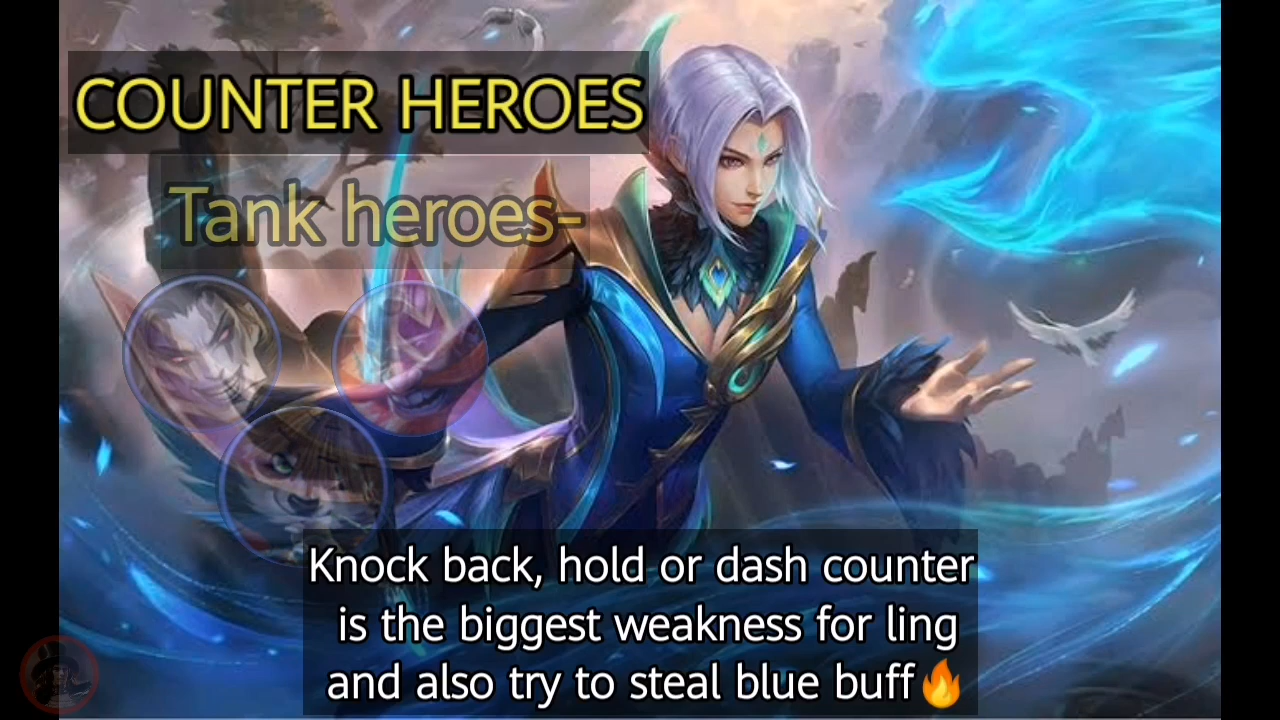 COUNTER HEROES
Tank heroes-
Knock back, hold or dash counter
is the biggest weakness for ling
and also try to steal blue buff🔥